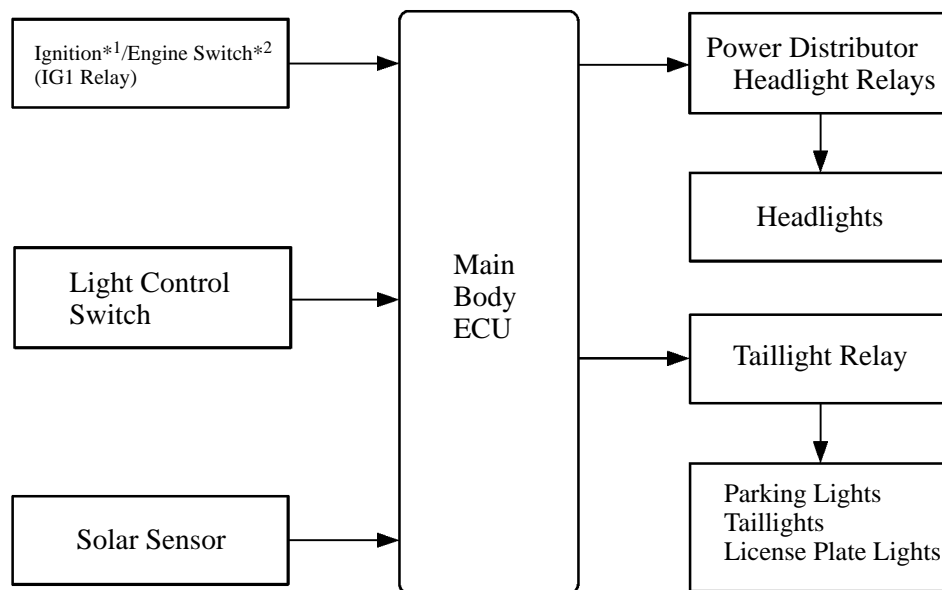 Ignition*1/Engine Switch*2
(IG1 Relay)
Light Control
Switch
Solar Sensor
Main
Body
ECU
Power Distributor
Headlight Relays
Headlights
Taillight Relay
Parking Lights
Taillights
License Plate Lights